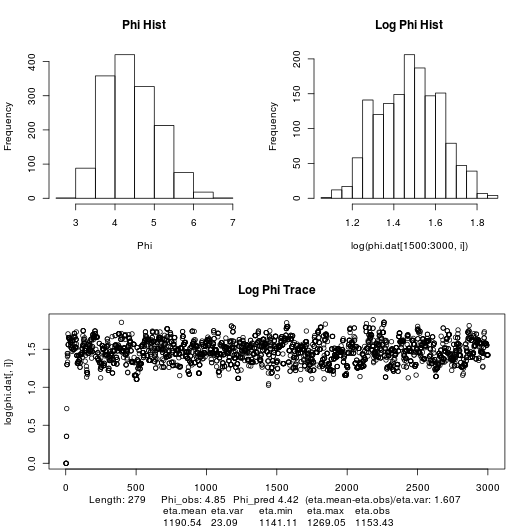 Phi Hist
Frequency
0 100 200 300 400
3 4 5 6 7
Phi
Log Phi Hist
Frequency
0 50 100 150 200
1.2 1.4 1.6 1.8
log(phi.dat[1500:3000, i])
Log Phi Trace
log(phi.dat[, i])
0.0 0.5 1.0 1.5
0 500 1000 1500 2000 2500 3000
Length: 279 Phi_obs: 4.85 Phi_pred 4.42 (eta.mean-eta.obs)/eta.var: 1.607
eta.mean eta.var eta.min eta.max eta.obs
1190.54 23.09 1141.11 1269.05 1153.43